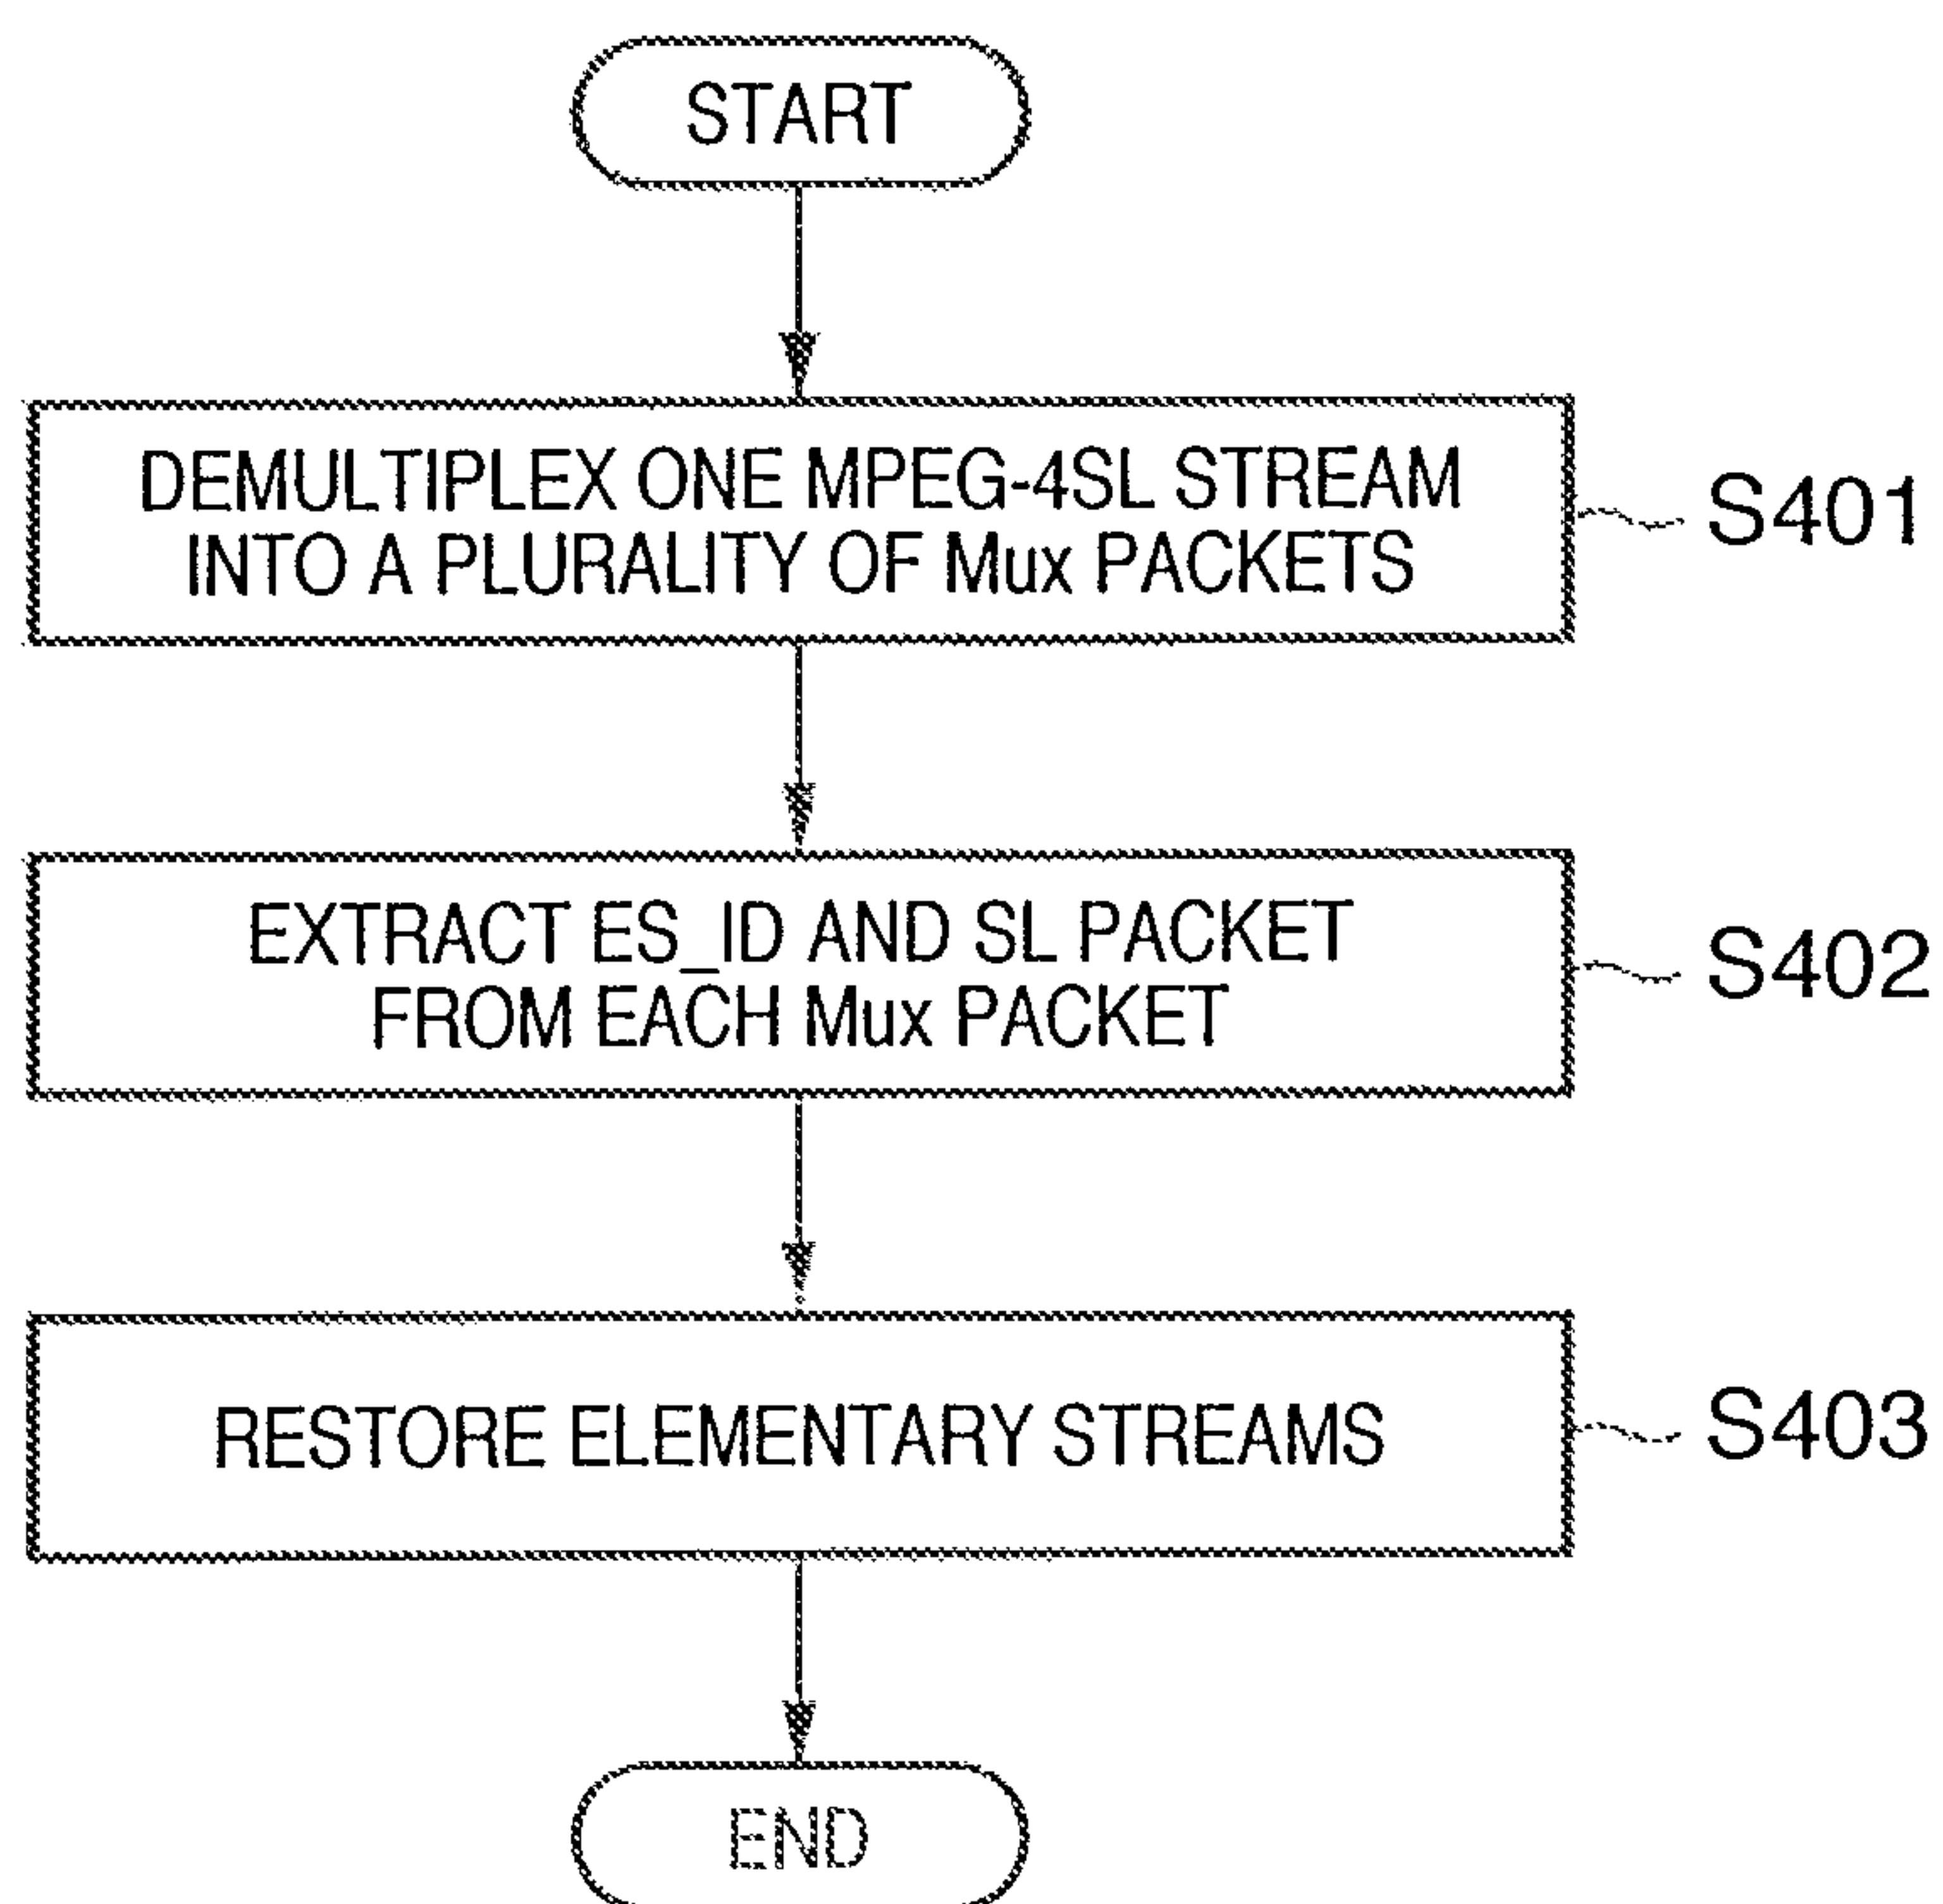 START
DEMULTIPLEX ONE MPEG-4SL STREAM
INTO A PLURALITY OF Mux PACKETS
S401
EXTRACT ES_ID AND SL PACKET
FROM EACH Mux PACKET
S402
RESTORE ELEMENTARY STREAMS
S403
END